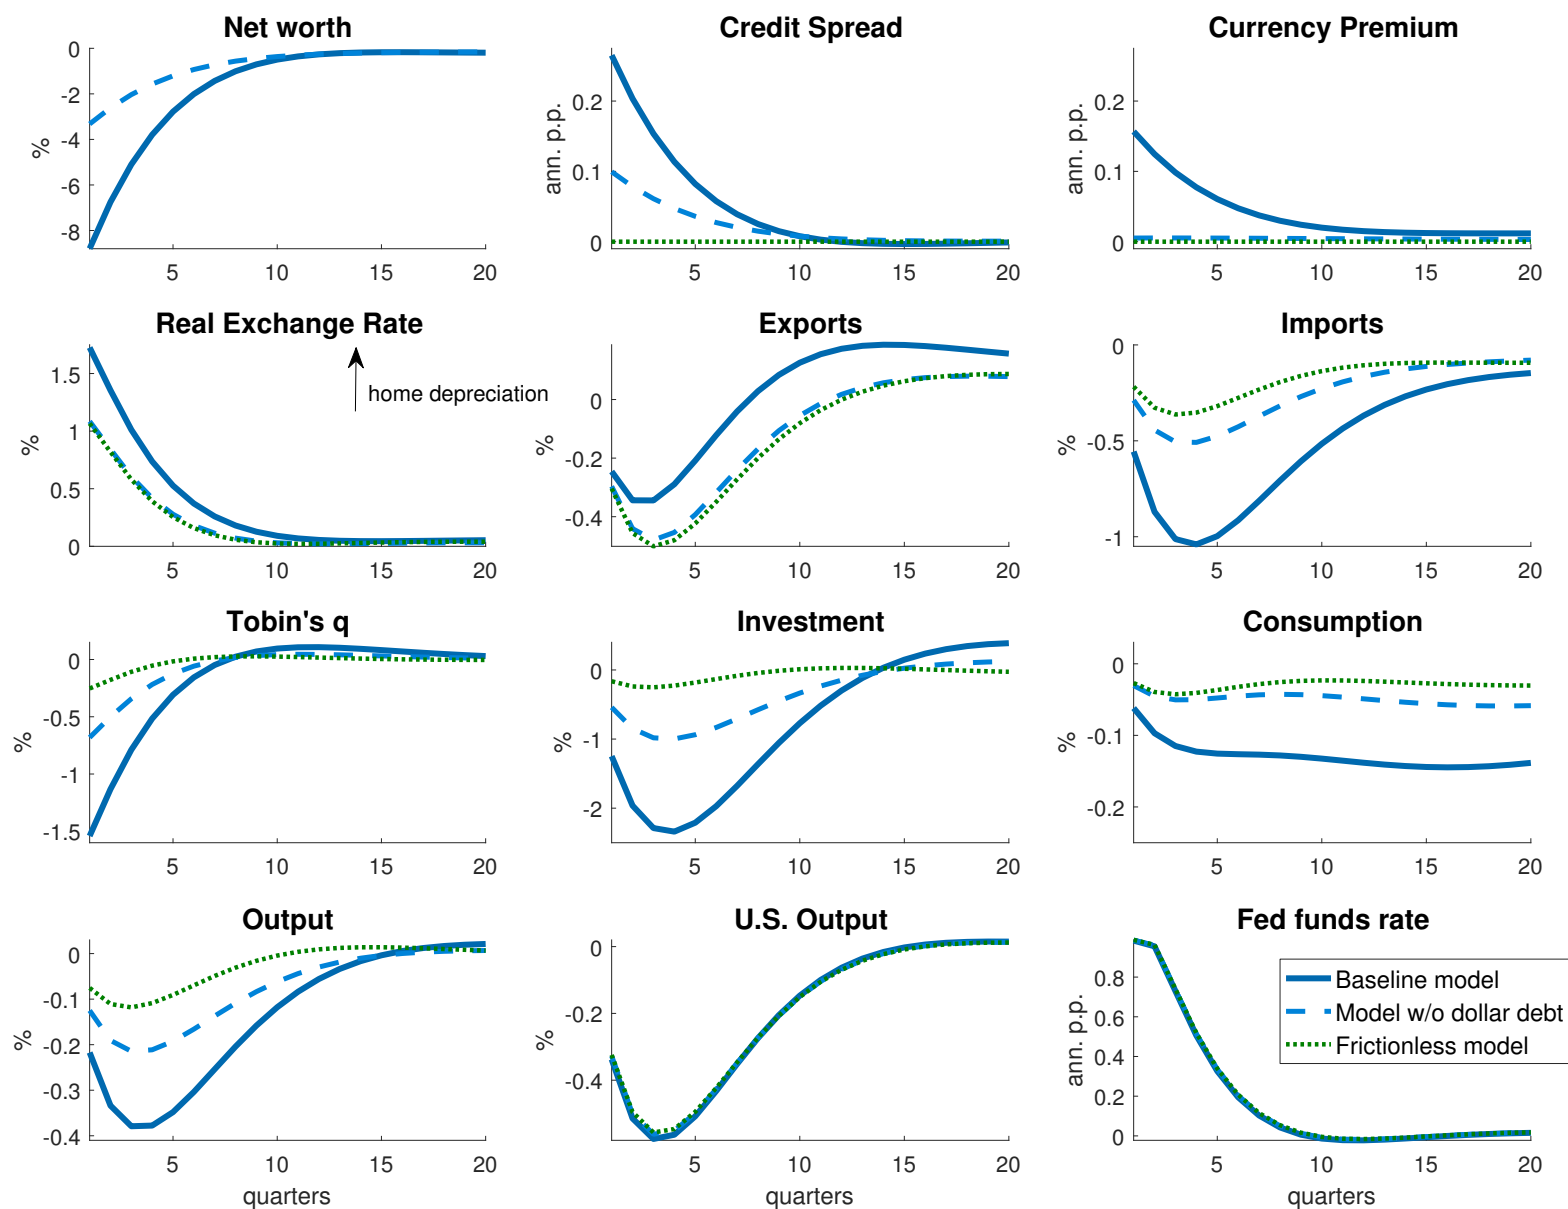 Net worth
Credit Spread
Currency Premium
0
-2
-4
-6
-8
%
5 10 15 20
0.2
0.1
0
ann. p.p.
5 10 15 20
0.2
0.1
0
ann. p.p.
5 10 15 20
Real Exchange Rate
Exports
Imports
1.5
1
0.5
0
%
home depreciation
5 10 15 20
0
-0.2
-0.4
%
5 10 15 20
0
-0.5
-1
%
5 10 15 20
Tobin's q
Investment
Consumption
0
-0.5
-1
-1.5
%
5 10 15 20
0
-1
-2
%
5 10 15 20
0
-0.1
-0.2
%
5 10 15 20
Output
U.S. Output
Fed funds rate
0
-0.1
-0.2
-0.3
-0.4
%
5 10 15 20
quarters
0
-0.2
-0.4
%
5 10 15 20
quarters
0.8
0.6
0.4
0.2
0
ann. p.p.
Baseline model
Model w/o dollar debt
Frictionless model
5 10 15 20
quarters